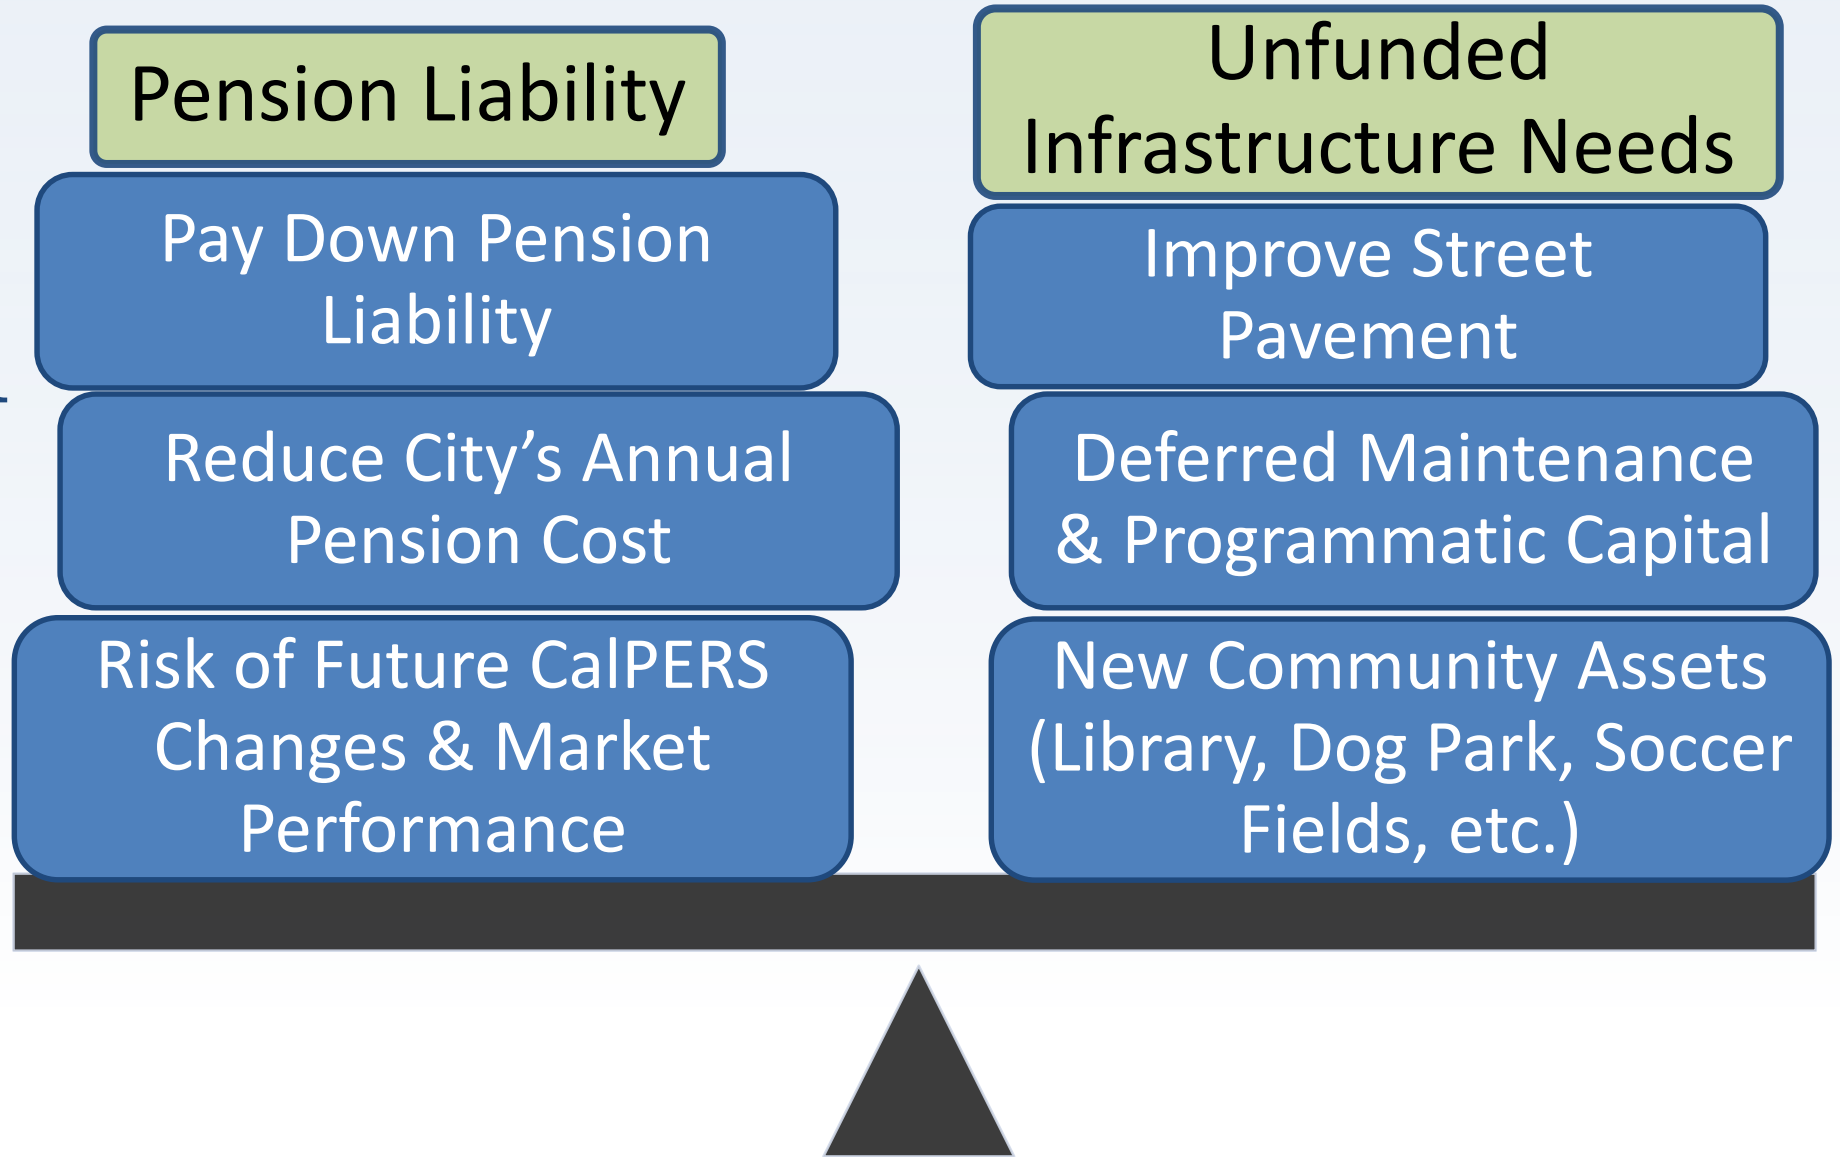 Pension Liability
Pay Down Pension
Liability
Reduce City’s Annual
Pension Cost
Risk of Future CalPERS
Changes & Market
Performance
Unfunded
Infrastructure Needs
Improve Street
Pavement
Deferred Maintenance
& Programmatic Capital
New Community Assets
(Library, Dog Park, Soccer
Fields, etc.)